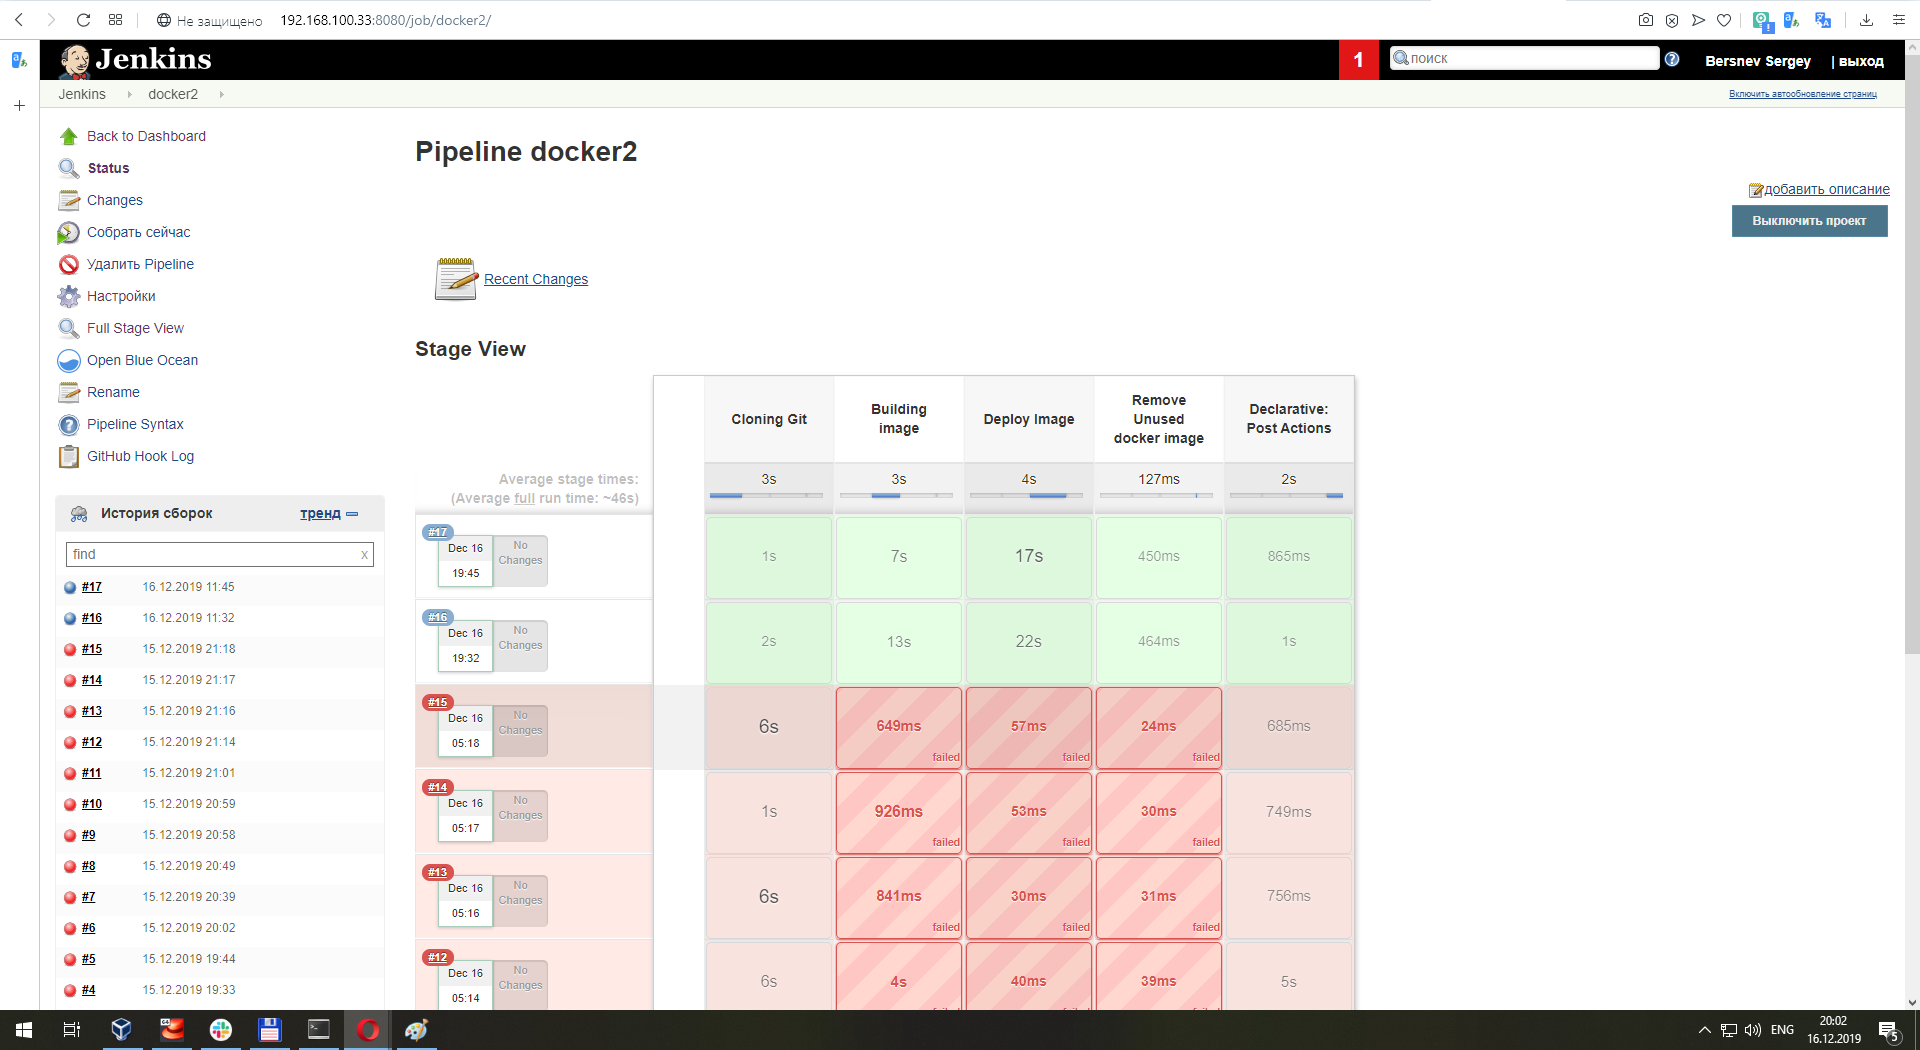 Не защищено 192.168.100.33:8080/job/docker2/
Jenkins
1
поиск
Bersnev Sergey
| выход
Jenkins
docker2
Включить автообновление страниц
Back to Dashboard
Status
Changes
Собрать сейчас
Удалить Pipeline
Настройки
Full Stage View
Open Blue Ocean
Rename
Pipeline Syntax
GitHub Hook Log
История сборок
тренд
find x
#17 16.12.2019 11:45
#16 16.12.2019 11:32
#15 15.12.2019 21:18
#14 15.12.2019 21:17
#13 15.12.2019 21:16
#12 15.12.2019 21:14
#11 15.12.2019 21:01
#10 15.12.2019 20:59
#9 15.12.2019 20:58
#8 15.12.2019 20:49
#7 15.12.2019 20:39
#6 15.12.2019 20:02
#5 15.12.2019 19:44
#4 15.12.2019 19:33
Pipeline docker2
добавить описание
Выключить проект
Recent Changes
Stage View
Cloning Git
Building
image
Deploy Image
Remove
Unused
docker image
Declarative:
Post Actions
Average stage times:
(Average full run time: ~46s)
3s 3s 4s 127ms 2s
#17
Dec 16
19:45
No
Changes
1s 7s 17s 450ms 865ms
#16
Dec 16
19:32
No
Changes
2s 13s 22s 464ms 1s
#15
Dec 16
05:18
No
Changes
6s 649ms 57ms 24ms 685ms
failed failed failed
#14
Dec 16
05:17
No
Changes
1s 926ms 53ms 30ms 749ms
failed failed failed
#13
Dec 16
05:16
No
Changes
6s 841ms 30ms 31ms 756ms
failed failed failed
#12
Dec 16
05:14
No
Changes
6s 4s 40ms 39ms 5s
ENG
20:02
16.12.2019
5